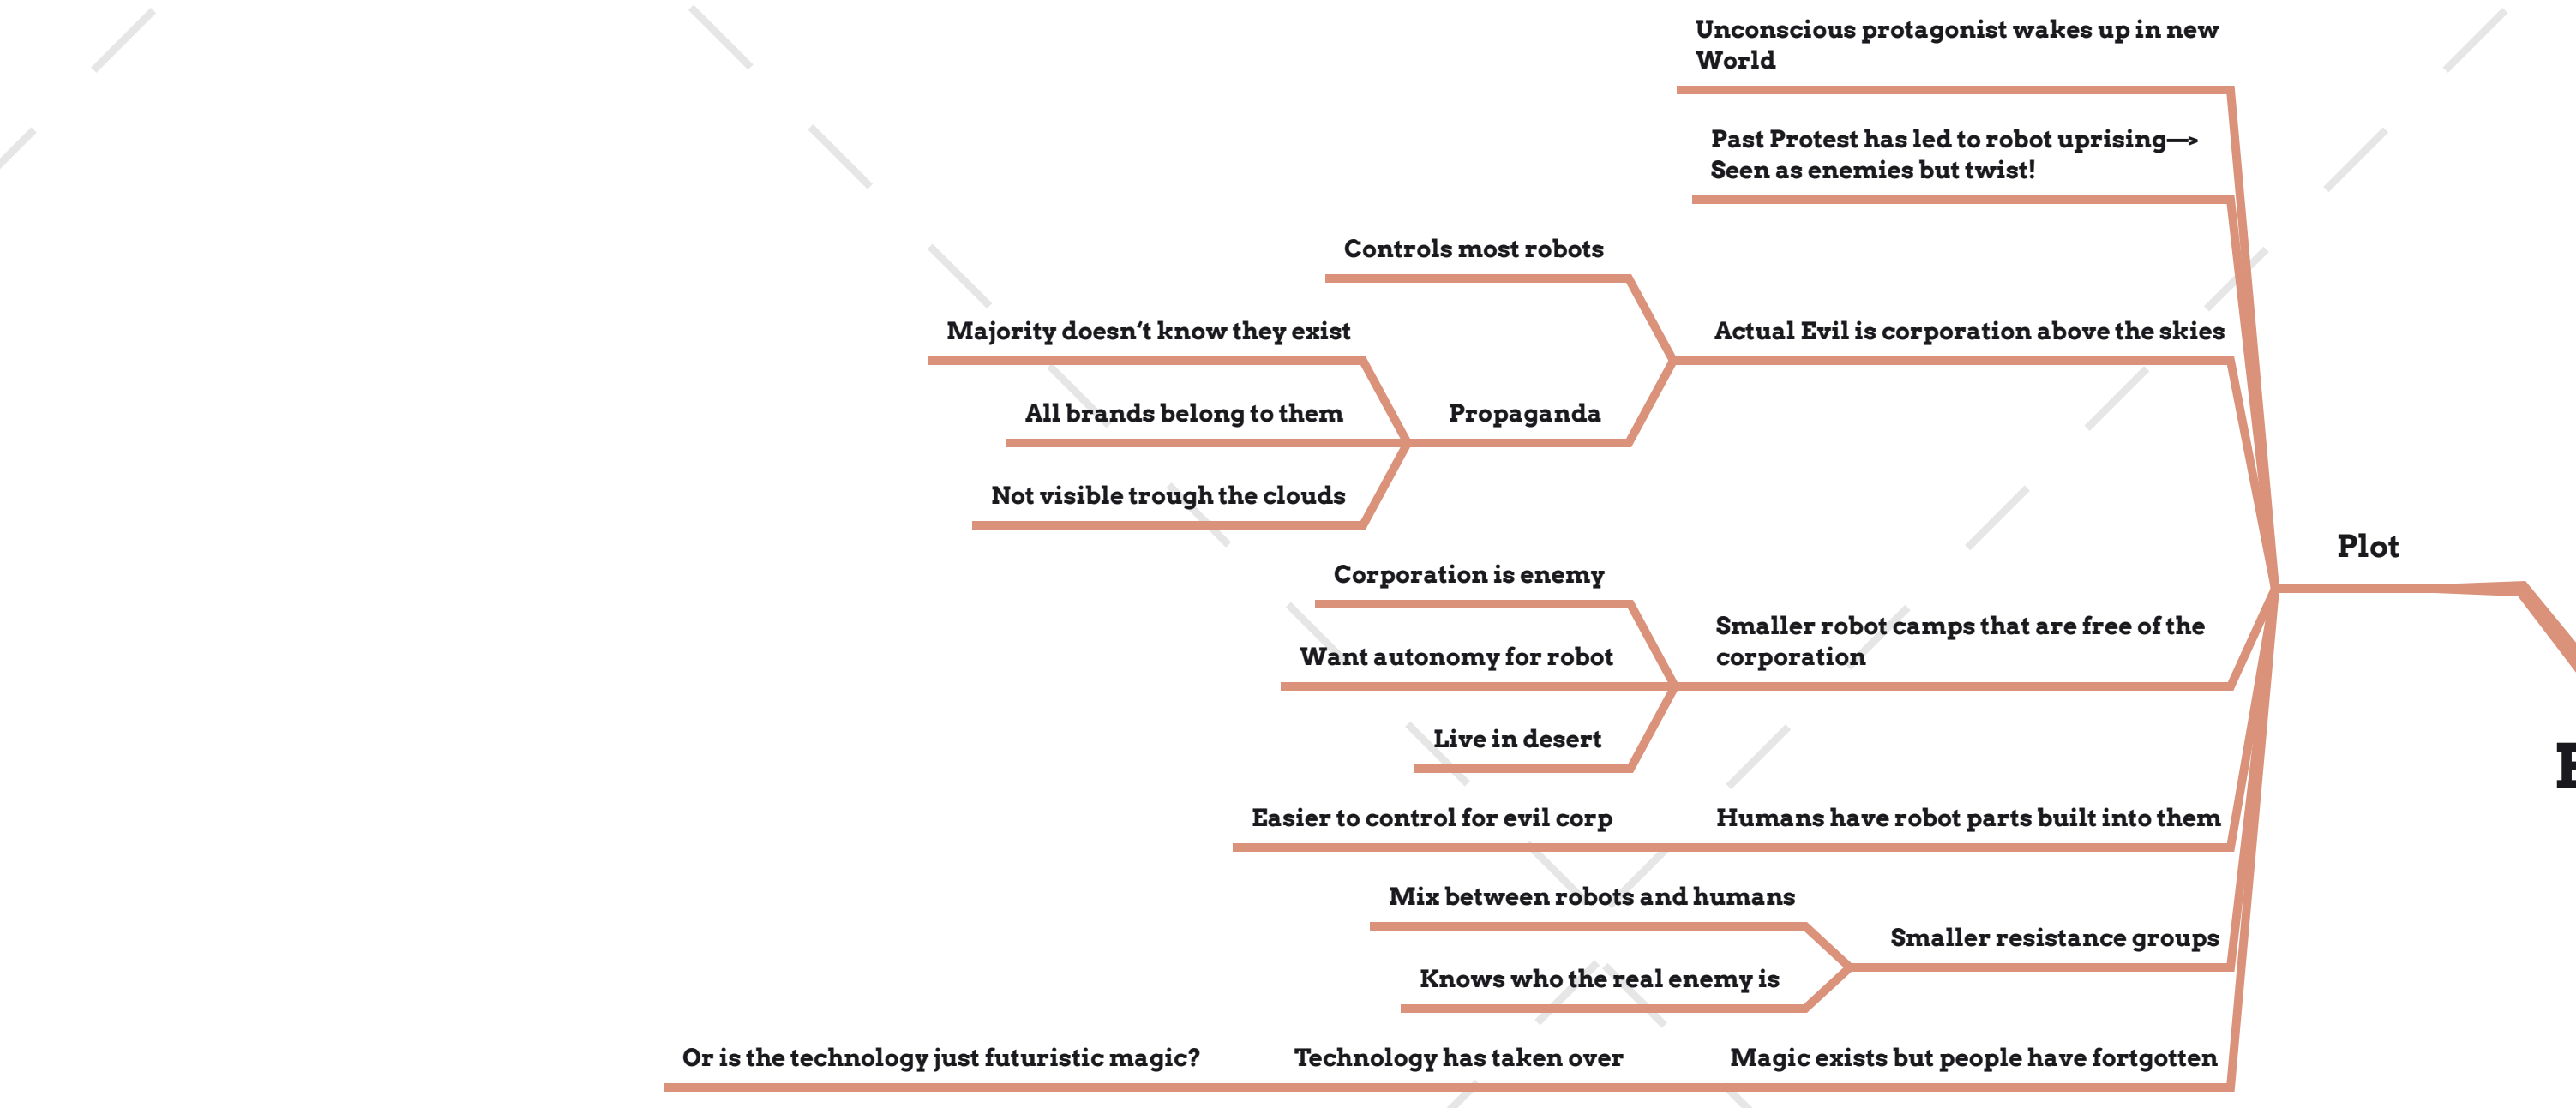 Unconscious protagonist wakes up in new
World
Past Protest has led to robot uprising—>
Seen as enemies but twist!
Controls most robots
Majority doesn‘t know they exist
Actual Evil is corporation above the skies
All brands belong to them
Propaganda
Not visible trough the clouds
Plot
Corporation is enemy
Smaller robot camps that are free of the
corporation
Want autonomy for robot
Live in desert
Easier to control for evil corp
Humans have robot parts built into them
Mix between robots and humans
Smaller resistance groups
Knows who the real enemy is
Or is the technology just futuristic magic?
Technology has taken over
Magic exists but people have fortgotten